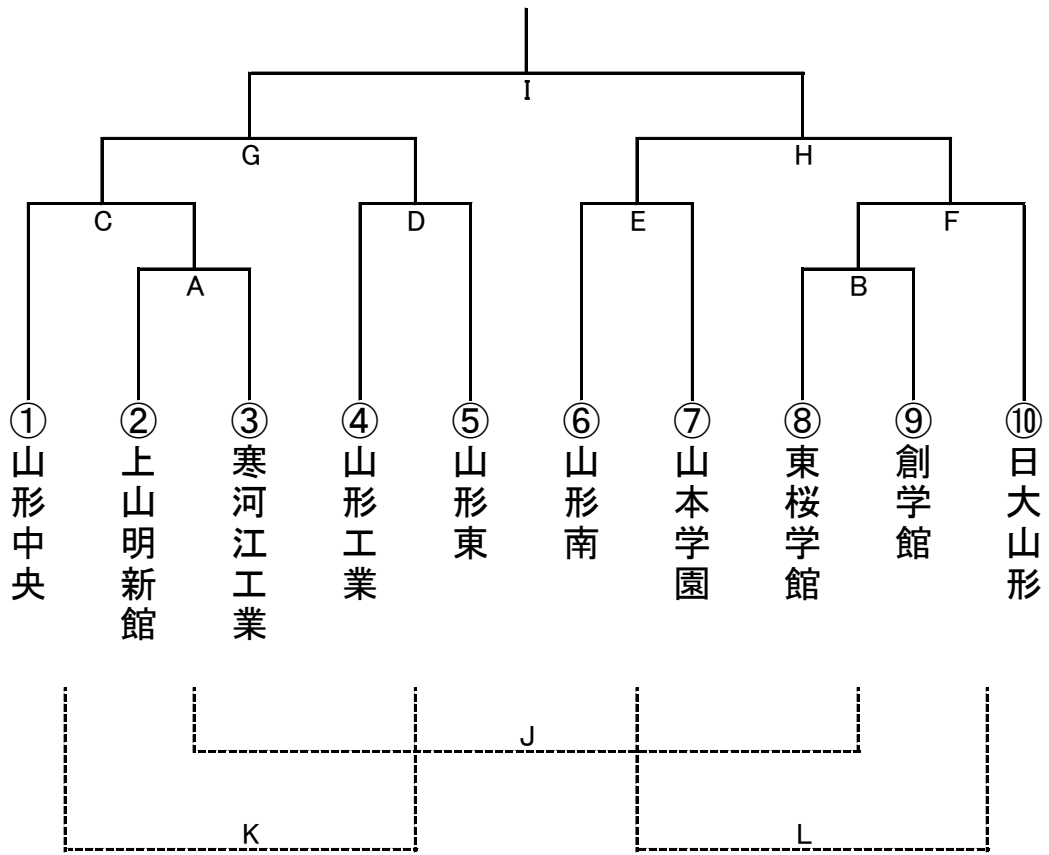 I
G
H
C
D
E
F
A
B
①山形中央
②上山明新館
③寒河江工業
④山形工業
⑤山形東
⑥山形南
⑦山本学園
⑧東桜学館
⑨創学館
⑩日大山形
J
K
L